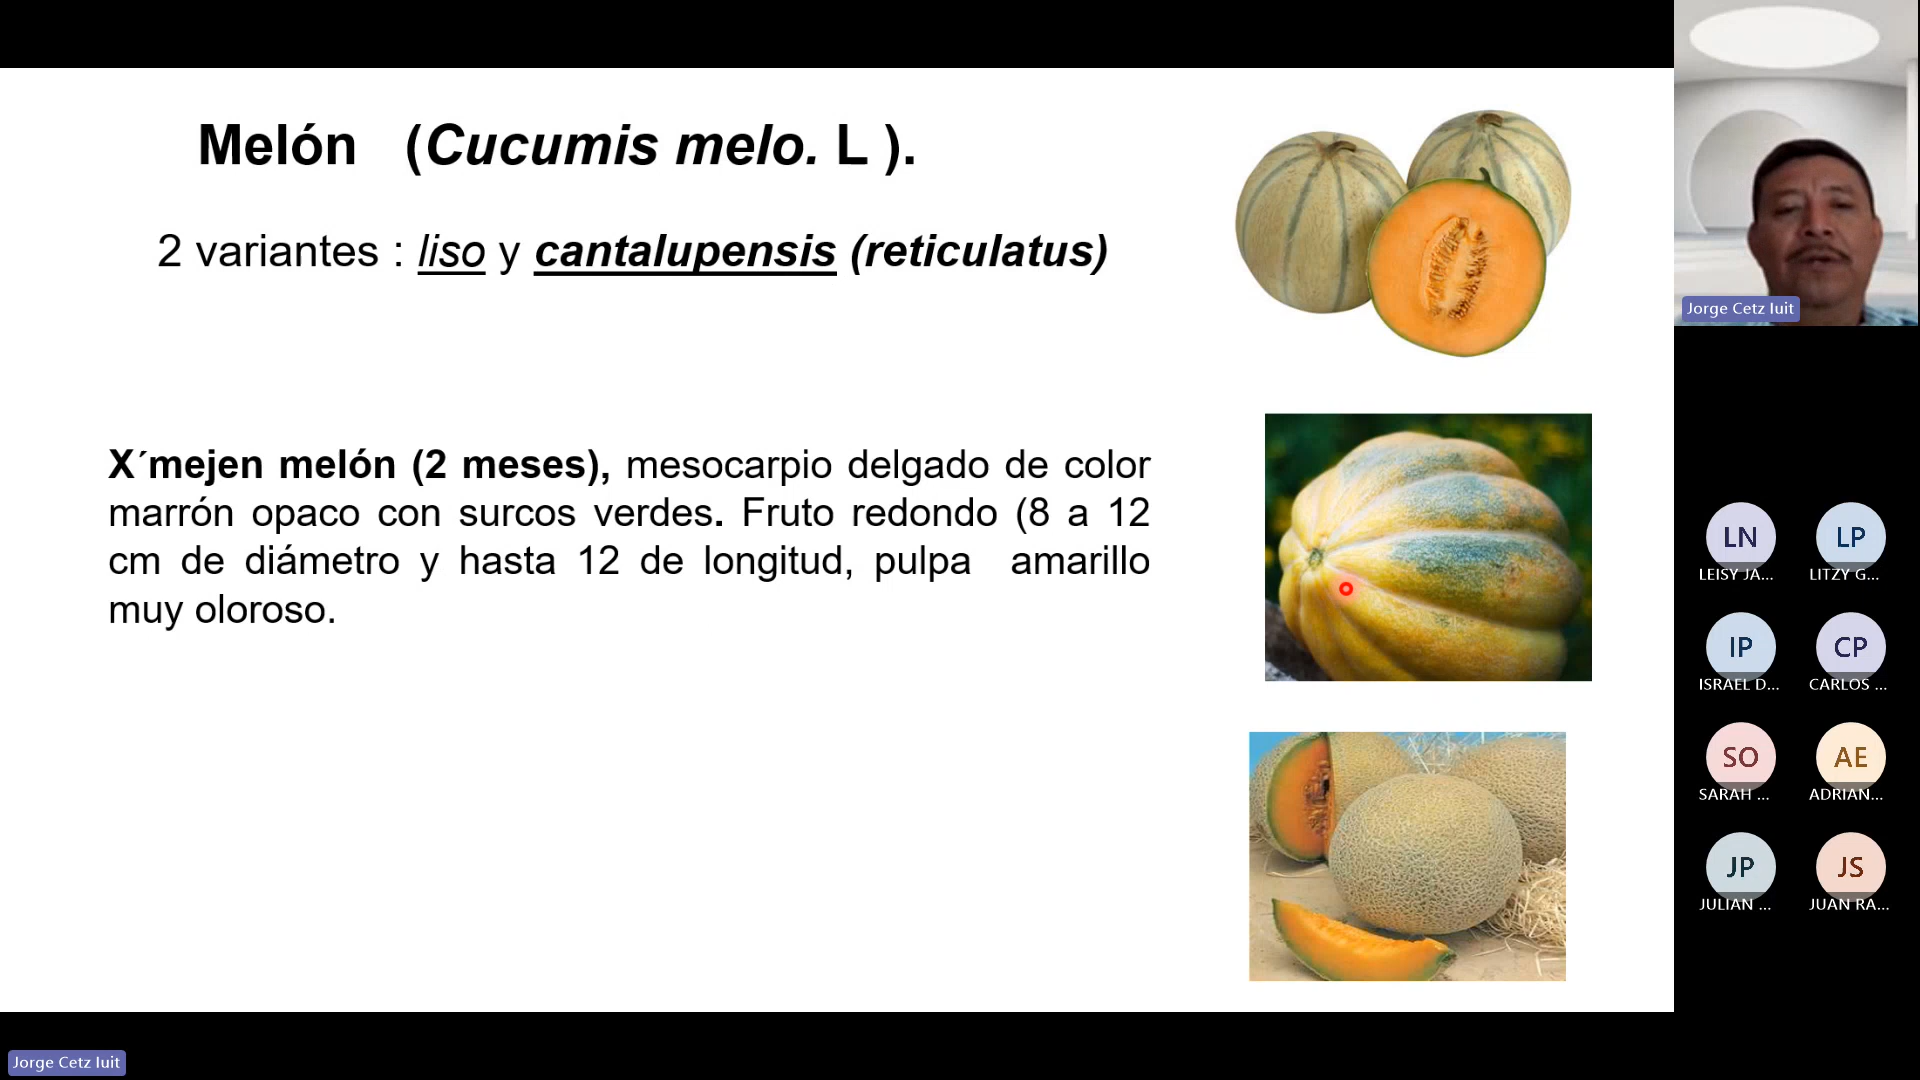 Melón (Cucumis melo. L ).
2 variantes : liso y cantalupensis (reticulatus)
X´mejen melón (2 meses), mesocarpio delgado de color
marrón opaco con surcos verdes. Fruto redondo (8 a 12
cm de diámetro y hasta 12 de longitud, pulpa amarillo
muy oloroso.
Jorge Cetz Iuit
LN
LEISY JA...
LP
LITZY G...
IP
ISRAEL D...
CP
CARLOS ...
SO
SARAH ...
AE
ADRIAN...
JP
JULIAN ...
JS
JUAN RA...
Jorge Cetz Iuit